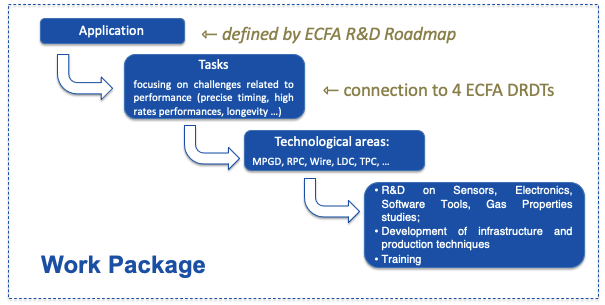 Application
⇐ defined by ECFA R&D Roadmap
Tasks
focusing on challenges related to
performance (precise timing, high
rates performances, longevity ...)
⇐ connection to 4 ECFA DRDTs
Technological areas:
MPGD, RPC, Wire, LDC, TPC, ...
• R&D on Sensors, Electronics,
Software Tools, Gas Properties
studies;
• Development of infrastructure and
production techniques
• Training
Work Package